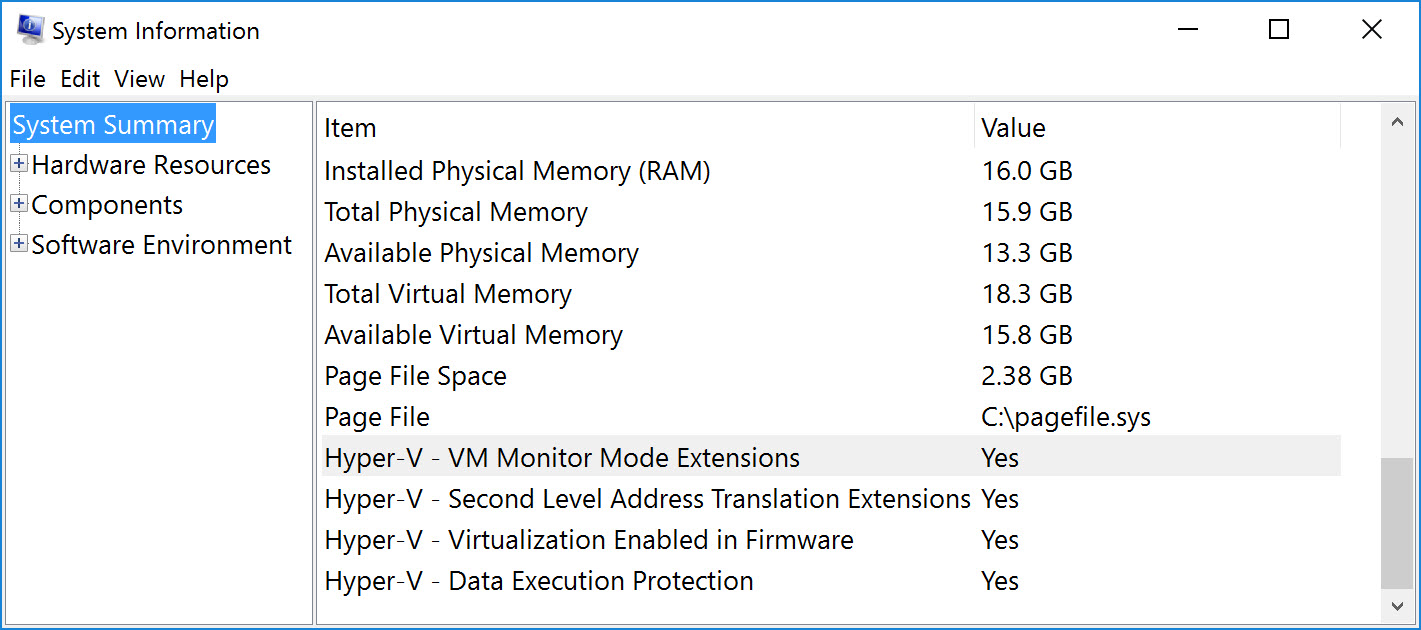 System Information
File Edit View Help
System Summary
Hardware Resources
Components
Software Environment
Item Value
Installed Physical Memory (RAM) 16.0 GB
Total Physical Memory 15.9 GB
Available Physical Memory 13.3 GB
Total Virtual Memory 18.3 GB
Available Virtual Memory 15.8 GB
Page File Space 2.38 GB
Page File C:\pagefile.sys
Hyper-V - VM Monitor Mode Extensions Yes
Hyper-V - Second Level Address Translation Extensions Yes
Hyper-V - Virtualization Enabled in Firmware Yes
Hyper-V - Data Execution Protection Yes